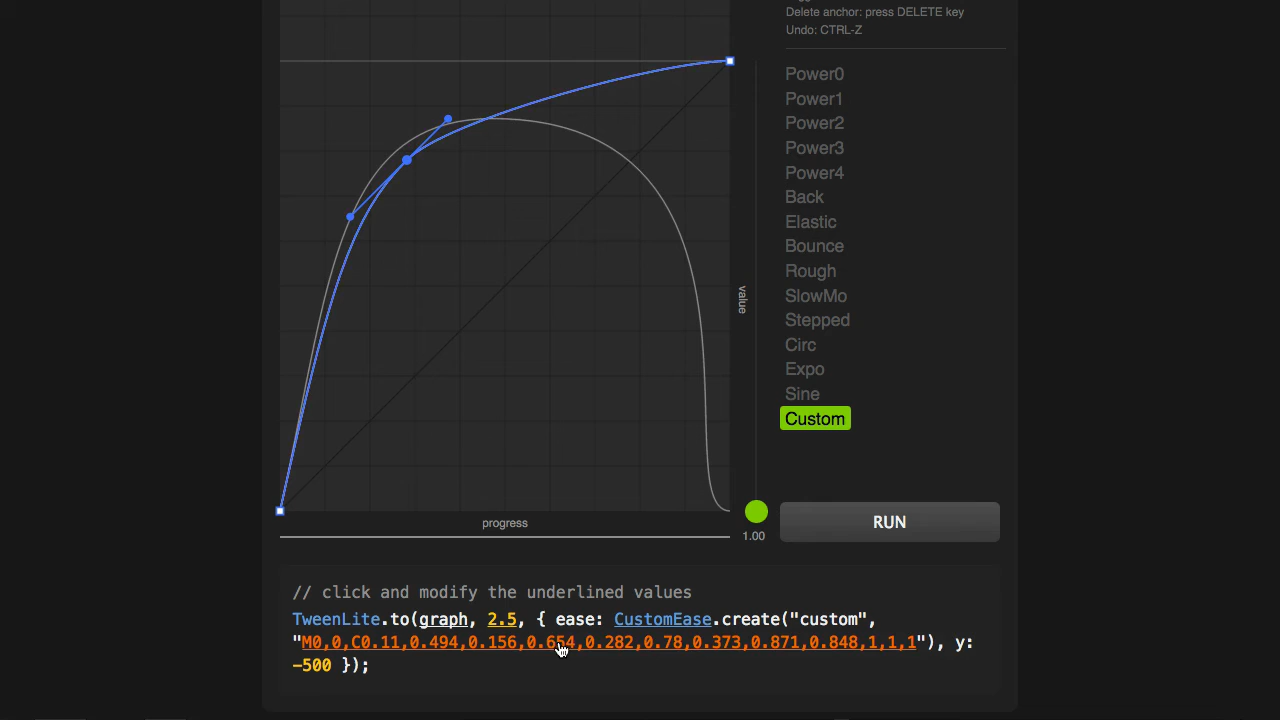 Delete anchor: press DELETE key
Undo: CTRL-Z
Power0
Power1
Power2
Power3
Power4
Back
Elastic
Bounce
Rough
SlowMo
Stepped
Circ
Expo
Sine
Custom
value
progress
1.00
RUN
// click and modify the underlined values
TweenLite.to(graph, 2.5, { ease: CustomEase.create("custom",
"M0,0,C0.11,0.494,0.156,0.654,0.282,0.78,0.373,0.871,0.848,1,1,1"), y:
-500 });